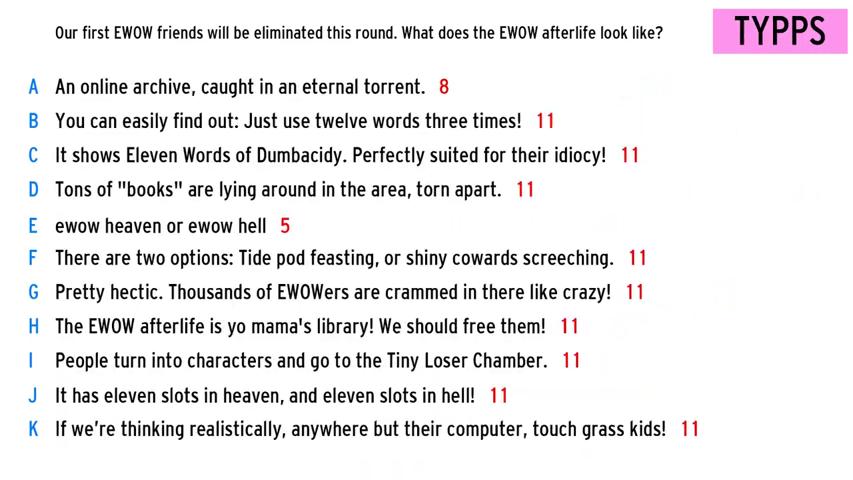 Our first EWOW friends will be eliminated this round. What does the EWOW afterlife look like?
TYPPS
A An online archive, caught in an eternal torrent. 8
B You can easily find out: Just use twelve words three times! 11
C It shows Eleven Words of Dumbacidy. Perfectly suited for their idiocy! 11
D Tons of "books" are lying around in the area, torn apart. 11
E ewow heaven or ewow hell 5
F There are two options: Tide pod feasting, or shiny cowards screeching. 11
G Pretty hectic. Thousands of EWOWers are crammed in there like crazy! 11
H The EWOW afterlife is yo mama's library! We should free them! 11
I People turn into characters and go to the Tiny Loser Chamber. 11
J It has eleven slots in heaven, and eleven slots in hell! 11
K If we're thinking realistically, anywhere but their computer, touch grass kids! 11